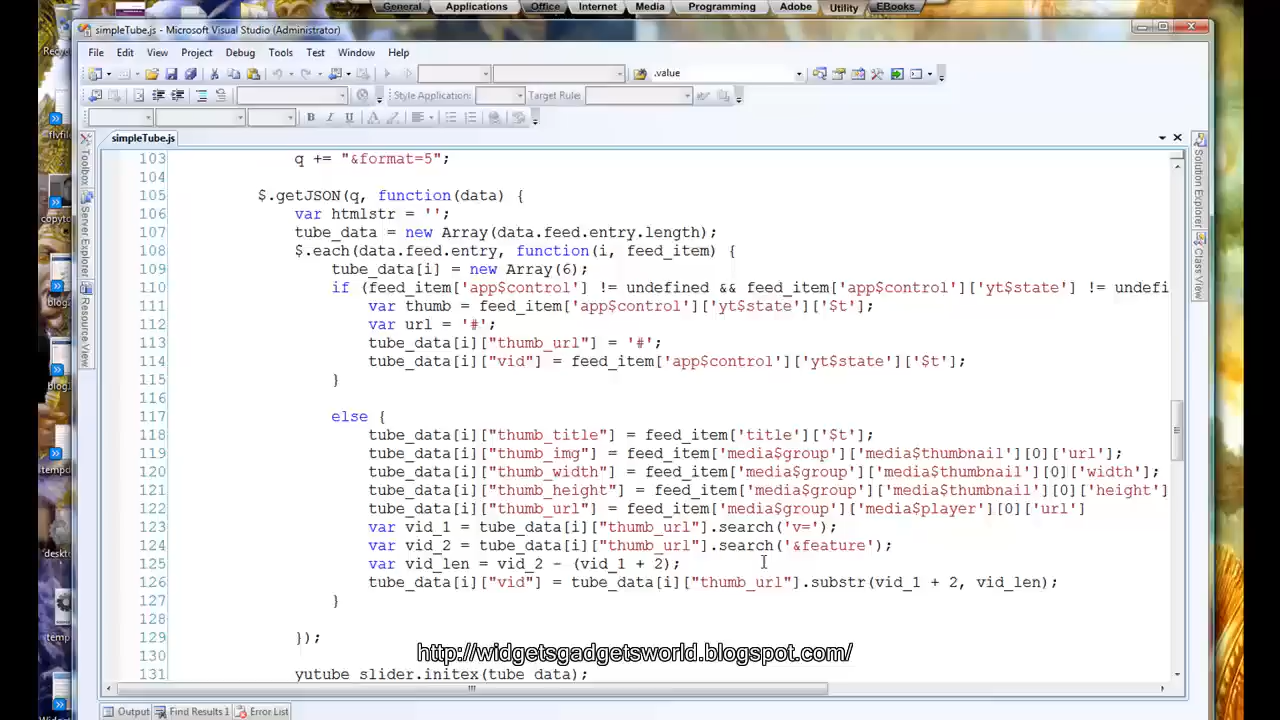 General Applications Office Internet Media Programming Adobe Utility EBooks
simpleTube.js - Microsoft Visual Studio (Administrator)
File Edit View Project Debug Tools Test Window Help
.value
Style Application: Target Rule:
simpleTube.js
103 q += "&format=5";
104
105 $.getJSON(q, function(data) {
106 var htmlstr = '';
107 tube_data = new Array(data.feed.entry.length);
108 $.each(data.feed.entry, function(i, feed_item) {
109 tube_data[i] = new Array(6);
110 if (feed_item['app$control'] != undefined && feed_item['app$control']['yt$state'] != undefi
111 var thumb = feed_item['app$control']['yt$state']['$t'];
112 var url = '#';
113 tube_data[i]["thumb_url"] = '#';
114 tube_data[i]["vid"] = feed_item['app$control']['yt$state']['$t'];
115 }
116
117 else {
118 tube_data[i]["thumb_title"] = feed_item['title']['$t'];
119 tube_data[i]["thumb_img"] = feed_item['media$group']['media$thumbnail'][0]['url'];
120 tube_data[i]["thumb_width"] = feed_item['media$group']['media$thumbnail'][0]['width'];
121 tube_data[i]["thumb_height"] = feed_item['media$group']['media$thumbnail'][0]['height']
122 tube_data[i]["thumb_url"] = feed_item['media$group']['media$player'][0]['url']
123 var vid_1 = tube_data[i]["thumb_url"].search('v=');
124 var vid_2 = tube_data[i]["thumb_url"].search('&feature');
125 var vid_len = vid_2 - (vid_1 + 2);
126 tube_data[i]["vid"] = tube_data[i]["thumb_url"].substr(vid_1 + 2, vid_len);
127 }
128
129 });
130
131 yutube_slider.initex(tube_data);
http://widgetsgadgetsworld.blogspot.com/
Output Find Results 1 Error List
Toolbox
Server Explorer
Resource View
Solution Explorer
Class View